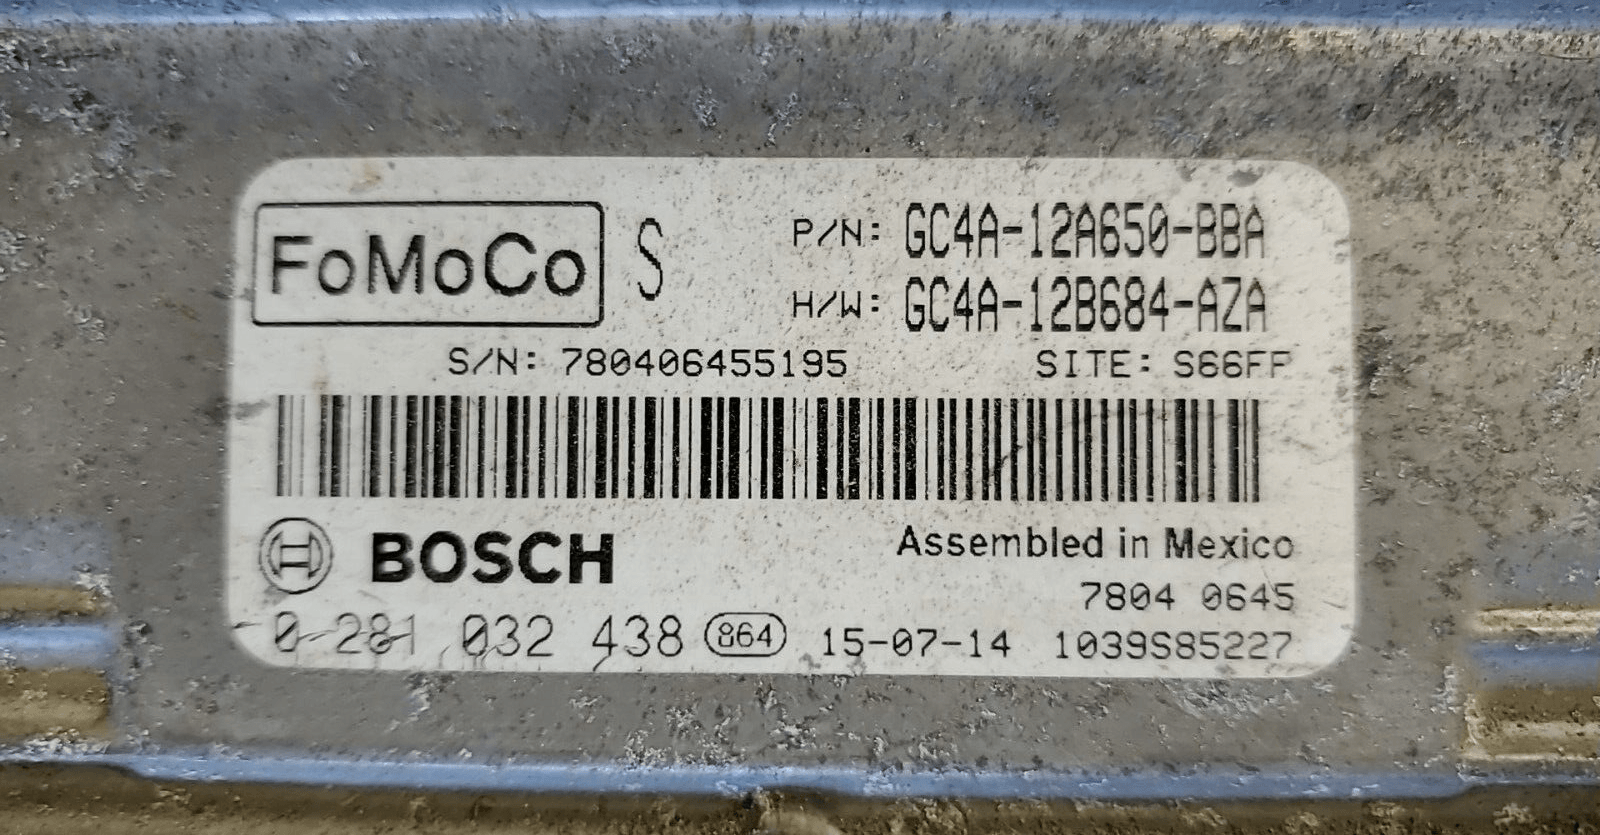 FoMoCo S P/N: GC4A-12A650-BBA
H/W: GC4A-12B684-AZA
S/N: 780406455195 SITE: S66FF
BOSCH Assembled in Mexico
7804 0645
0 281 032 438 864 15-07-14 1039S85227